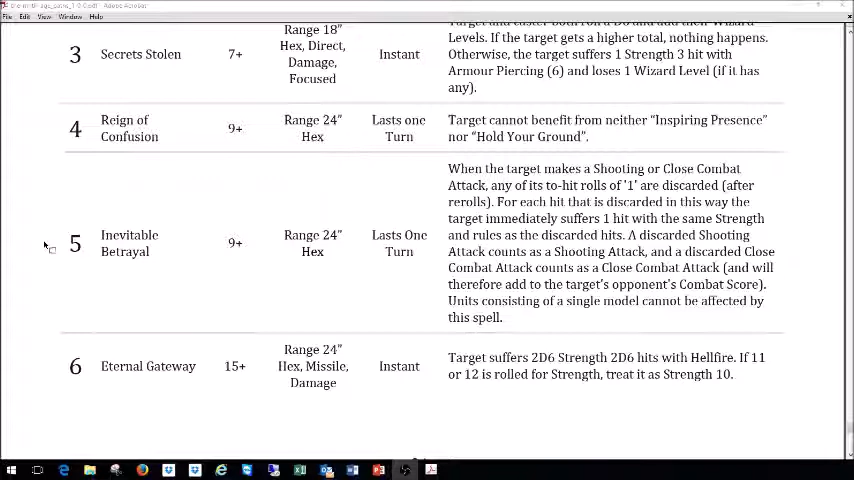 File Edit View Window Help
3 Secrets Stolen 7+ Range 18" Hex, Direct, Damage, Focused Instant
Levels. If the target gets a higher total, nothing happens.
Otherwise, the target suffers 1 Strength 3 hit with
Armour Piercing (6) and loses 1 Wizard Level (if it has
any).
4 Reign of Confusion 9+ Range 24" Hex Lasts one Turn
Target cannot benefit from neither “Inspiring Presence”
nor “Hold Your Ground”.
5 Inevitable Betrayal 9+ Range 24" Hex Lasts One Turn
When the target makes a Shooting or Close Combat
Attack, any of its to-hit rolls of '1' are discarded (after
rerolls). For each hit that is discarded in this way the
target immediately suffers 1 hit with the same Strength
and rules as the discarded hits. A discarded Shooting
Attack counts as a Shooting Attack, and a discarded Close
Combat Attack counts as a Close Combat Attack (and will
therefore add to the target's opponent's Combat Score).
Units consisting of a single model cannot be affected by
this spell.
6 Eternal Gateway 15+ Range 24" Hex, Missile, Damage Instant
Target suffers 2D6 Strength 2D6 hits with Hellfire. If 11
or 12 is rolled for Strength, treat it as Strength 10.